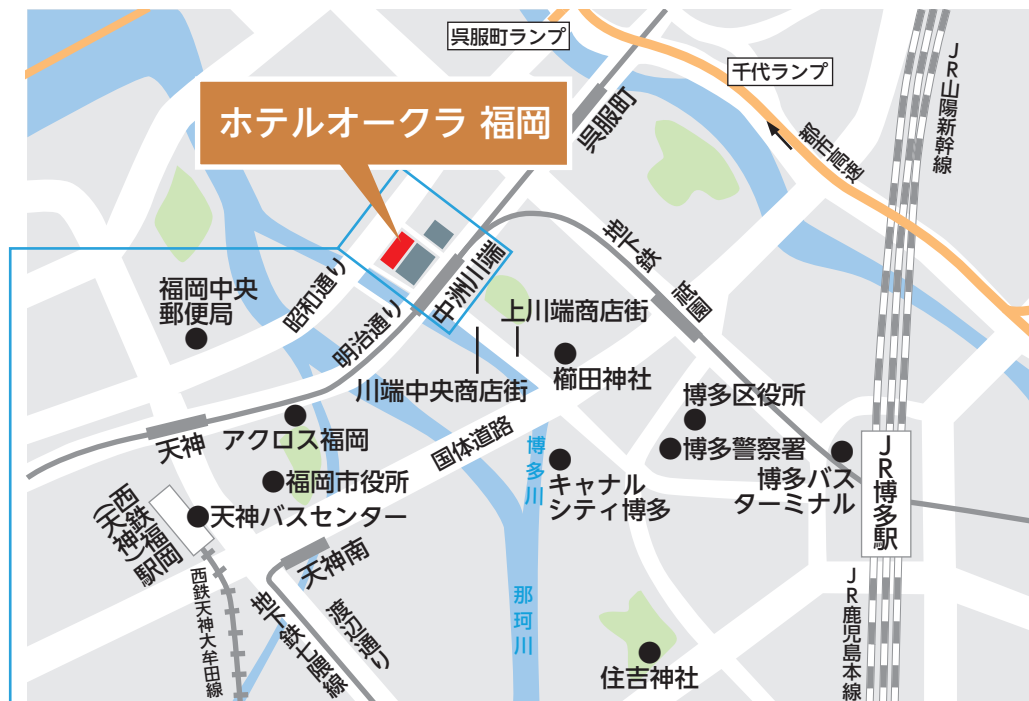 呉服町ランプ
千代ランプ
JR山陽新幹線
ホテルオークラ 福岡
呉服町
都市高速
地下鉄
祇園
中洲川端
福岡中央
郵便局
昭和通り
明治通り
上川端商店街
川端中央商店街
櫛田神社
博多区役所
博多警察署
博多バス
ターミナル
JR博多駅
天神
アクロス福岡
国体道路
博多川
キャナル
シティ博多
福岡市役所
天神バスセンター
西鉄福岡
(天神)駅
天神南
西鉄天神大牟田線
地下鉄七隈線
渡辺通り
那珂川
住吉神社
JR鹿児島本線